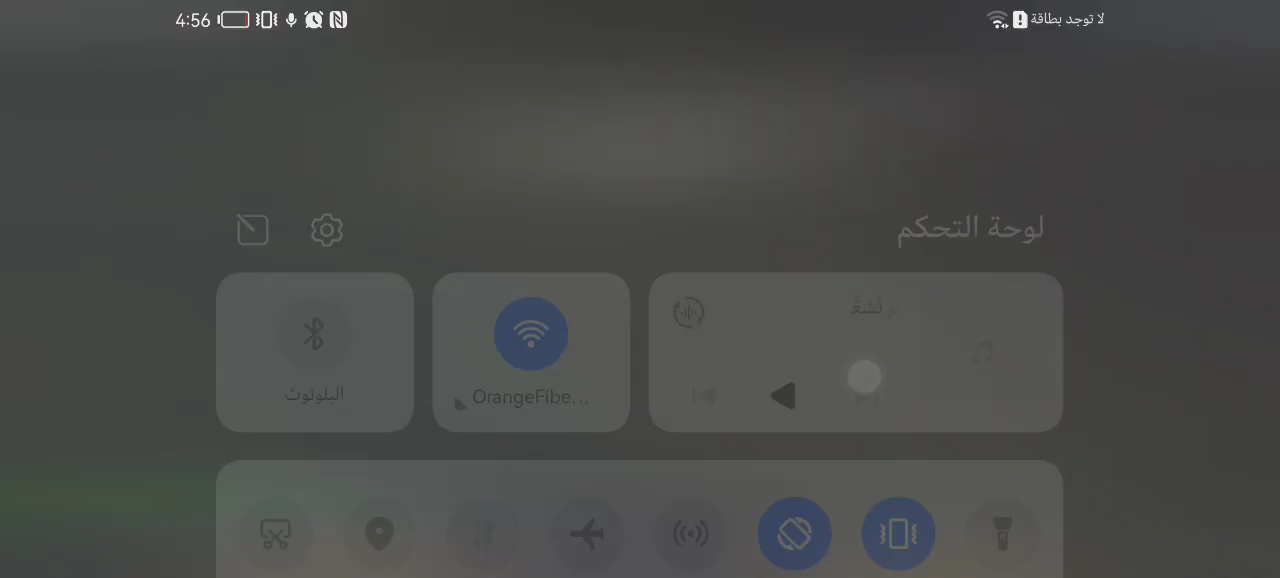 4:56
لا توجد بطاقة
لوحة التحكم
البلوتوث
OrangeFibe...